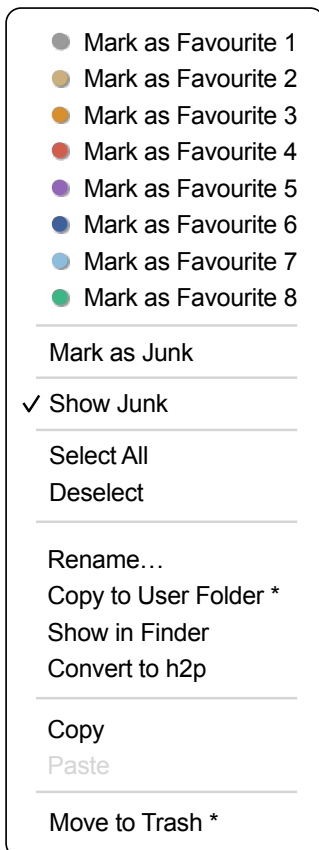 Mark as Favourite 1
Mark as Favourite 2
Mark as Favourite 3
Mark as Favourite 4
Mark as Favourite 5
Mark as Favourite 6
Mark as Favourite 7
Mark as Favourite 8
Mark as Junk
✓ Show Junk
Select All
Deselect
Rename…
Copy to User Folder *
Show in Finder
Convert to h2p
Copy
Paste
Move to Trash *